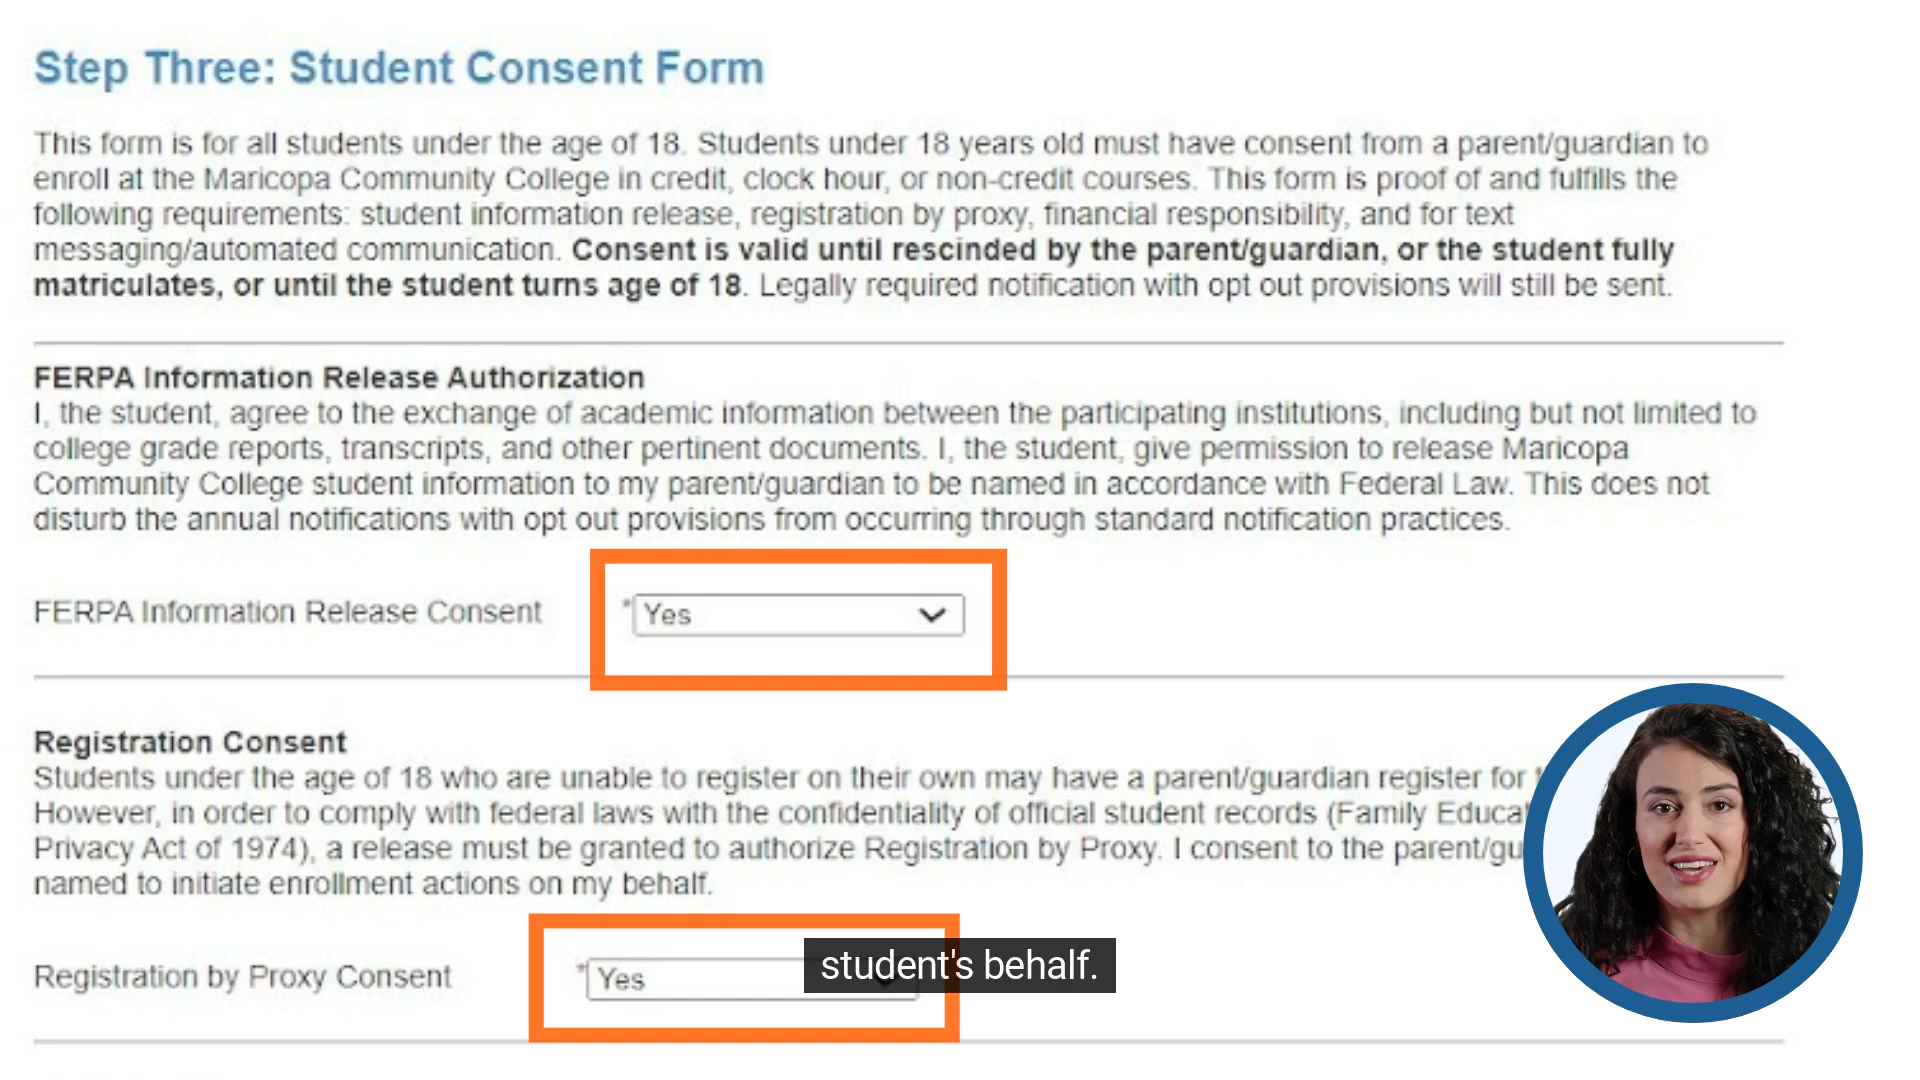 Step Three: Student Consent Form
This form is for all students under the age of 18. Students under 18 years old must have consent from a parent/guardian to
enroll at the Maricopa Community College in credit, clock hour, or non-credit courses. This form is proof of and fulfills the
following requirements: student information release, registration by proxy, financial responsibility, and for text
messaging/automated communication. Consent is valid until rescinded by the parent/guardian, or the student fully
matriculates, or until the student turns age of 18. Legally required notification with opt out provisions will still be sent.
FERPA Information Release Authorization
I, the student, agree to the exchange of academic information between the participating institutions, including but not limited to
college grade reports, transcripts, and other pertinent documents. I, the student, give permission to release Maricopa
Community College student information to my parent/guardian to be named in accordance with Federal Law. This does not
disturb the annual notifications with opt out provisions from occurring through standard notification practices.
FERPA Information Release Consent *Yes
Registration Consent
Students under the age of 18 who are unable to register on their own may have a parent/guardian register for
However, in order to comply with federal laws with the confidentiality of official student records (Family
Privacy Act of 1974), a release must be granted to authorize Registration by Proxy. I consent to the
named to initiate enrollment actions on my behalf.
Registration by Proxy Consent *Yes
student's behalf.